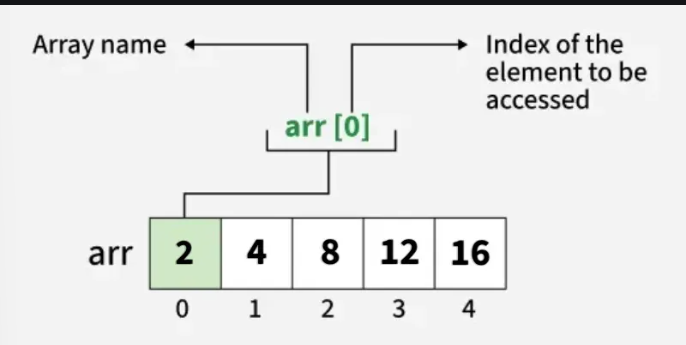 Array name
Index of the
element to be
accessed
arr [0]
arr 2 4 8 12 16
0 1 2 3 4